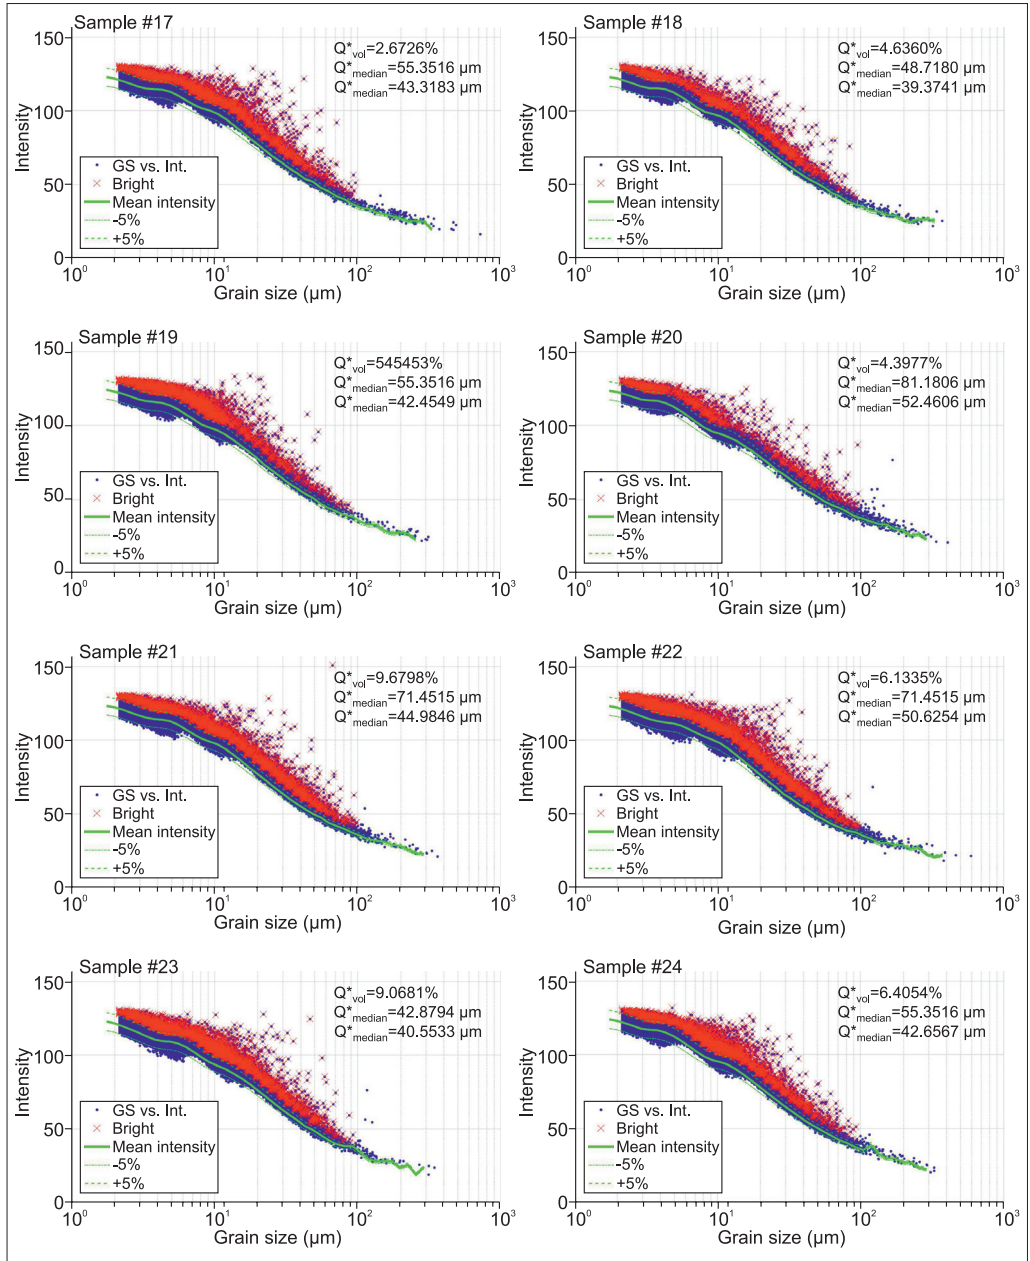 Sample #17
Q*vol=2.6726%
Q*median=55.3516 µm
Q*median=43.3183 µm
150
100
50
0
Intensity
GS vs. Int.
Bright
Mean intensity
-5%
+5%
10^0 10^1 10^2 10^3
Grain size (µm)
Sample #18
Q*vol=4.6360%
Q*median=48.7180 µm
Q*median=39.3741 µm
150
100
50
0
Intensity
GS vs. Int.
Bright
Mean intensity
-5%
+5%
10^0 10^1 10^2 10^3
Grain size (µm)
Sample #19
Q*vol=545453%
Q*median=55.3516 µm
Q*median=42.4549 µm
150
100
50
0
Intensity
GS vs. Int.
Bright
Mean intensity
-5%
+5%
10^0 10^1 10^2 10^3
Grain size (µm)
Sample #20
Q*vol=4.3977%
Q*median=81.1806 µm
Q*median=52.4606 µm
150
100
50
0
Intensity
GS vs. Int.
Bright
Mean intensity
-5%
+5%
10^0 10^1 10^2 10^3
Grain size (µm)
Sample #21
Q*vol=9.6798%
Q*median=71.4515 µm
Q*median=44.9846 µm
150
100
50
0
Intensity
GS vs. Int.
Bright
Mean intensity
-5%
+5%
10^0 10^1 10^2 10^3
Grain size (µm)
Sample #22
Q*vol=6.1335%
Q*median=71.4515 µm
Q*median=50.6254 µm
150
100
50
0
Intensity
GS vs. Int.
Bright
Mean intensity
-5%
+5%
10^0 10^1 10^2 10^3
Grain size (µm)
Sample #23
Q*vol=9.0681%
Q*median=42.8794 µm
Q*median=40.5533 µm
150
100
50
0
Intensity
GS vs. Int.
Bright
Mean intensity
-5%
+5%
10^0 10^1 10^2 10^3
Grain size (µm)
Sample #24
Q*vol=6.4054%
Q*median=55.3516 µm
Q*median=42.6567 µm
150
100
50
0
Intensity
GS vs. Int.
Bright
Mean intensity
-5%
+5%
10^0 10^1 10^2 10^3
Grain size (µm)